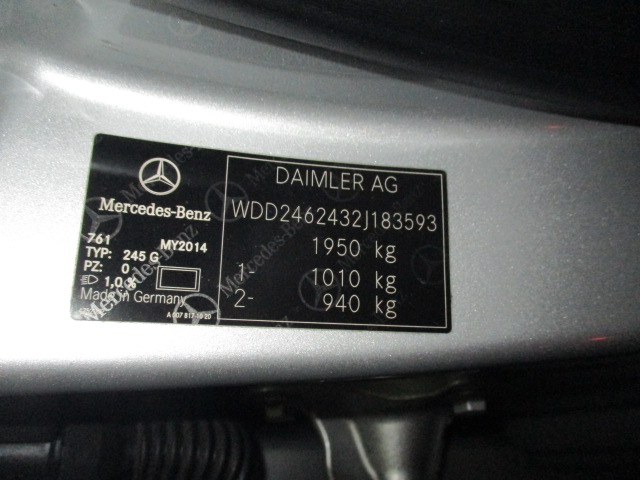 Mercedes-Benz
761 MY2014
TYP: 245 G
PZ: 0
1,0 %
Made in Germany
A 007 817 10 20
DAIMLER AG
WDD2462432J183593
1950 kg
1- 1010 kg
2- 940 kg